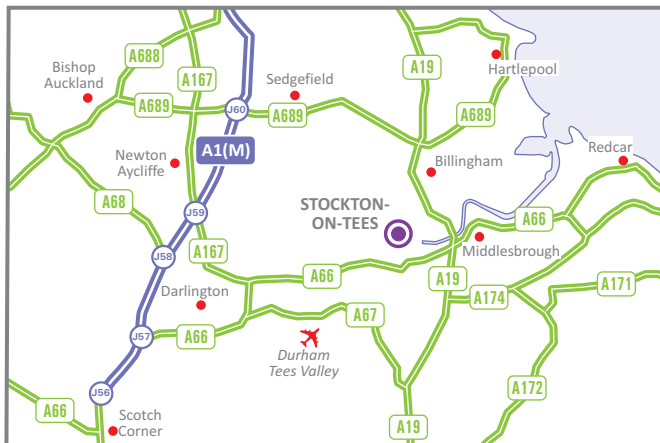 A688
A19
A167
Bishop
Auckland
Sedgefield
Hartlepool
A689
J60
A689
A689
A1(M)
Newton
Aycliffe
Billingham
Redcar
A68
STOCKTON-
ON-TEES
J59
A66
J58
A167
Middlesbrough
A66
A19
A171
Darlington
A174
A67
J57
A66
Durham
Tees Valley
J56
A172
A66
Scotch
Corner
A19